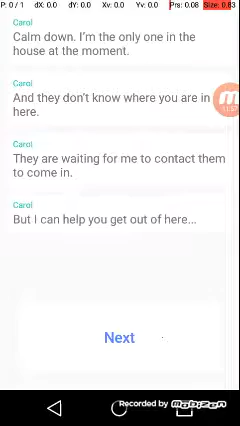 P: 0 / 1 dX: 0.0 dY: 0.0 Xv: 0.0 Yv: 0.0 Prs: 0.08 Size: 0.03
Carol
Calm down. I'm the only one in the
house at the moment.
Carol
And they don't know where you are in
here.
Carol
They are waiting for me to contact them
to come in.
Carol
But I can help you get out of here...
Next
Recorded by MOBIZEN